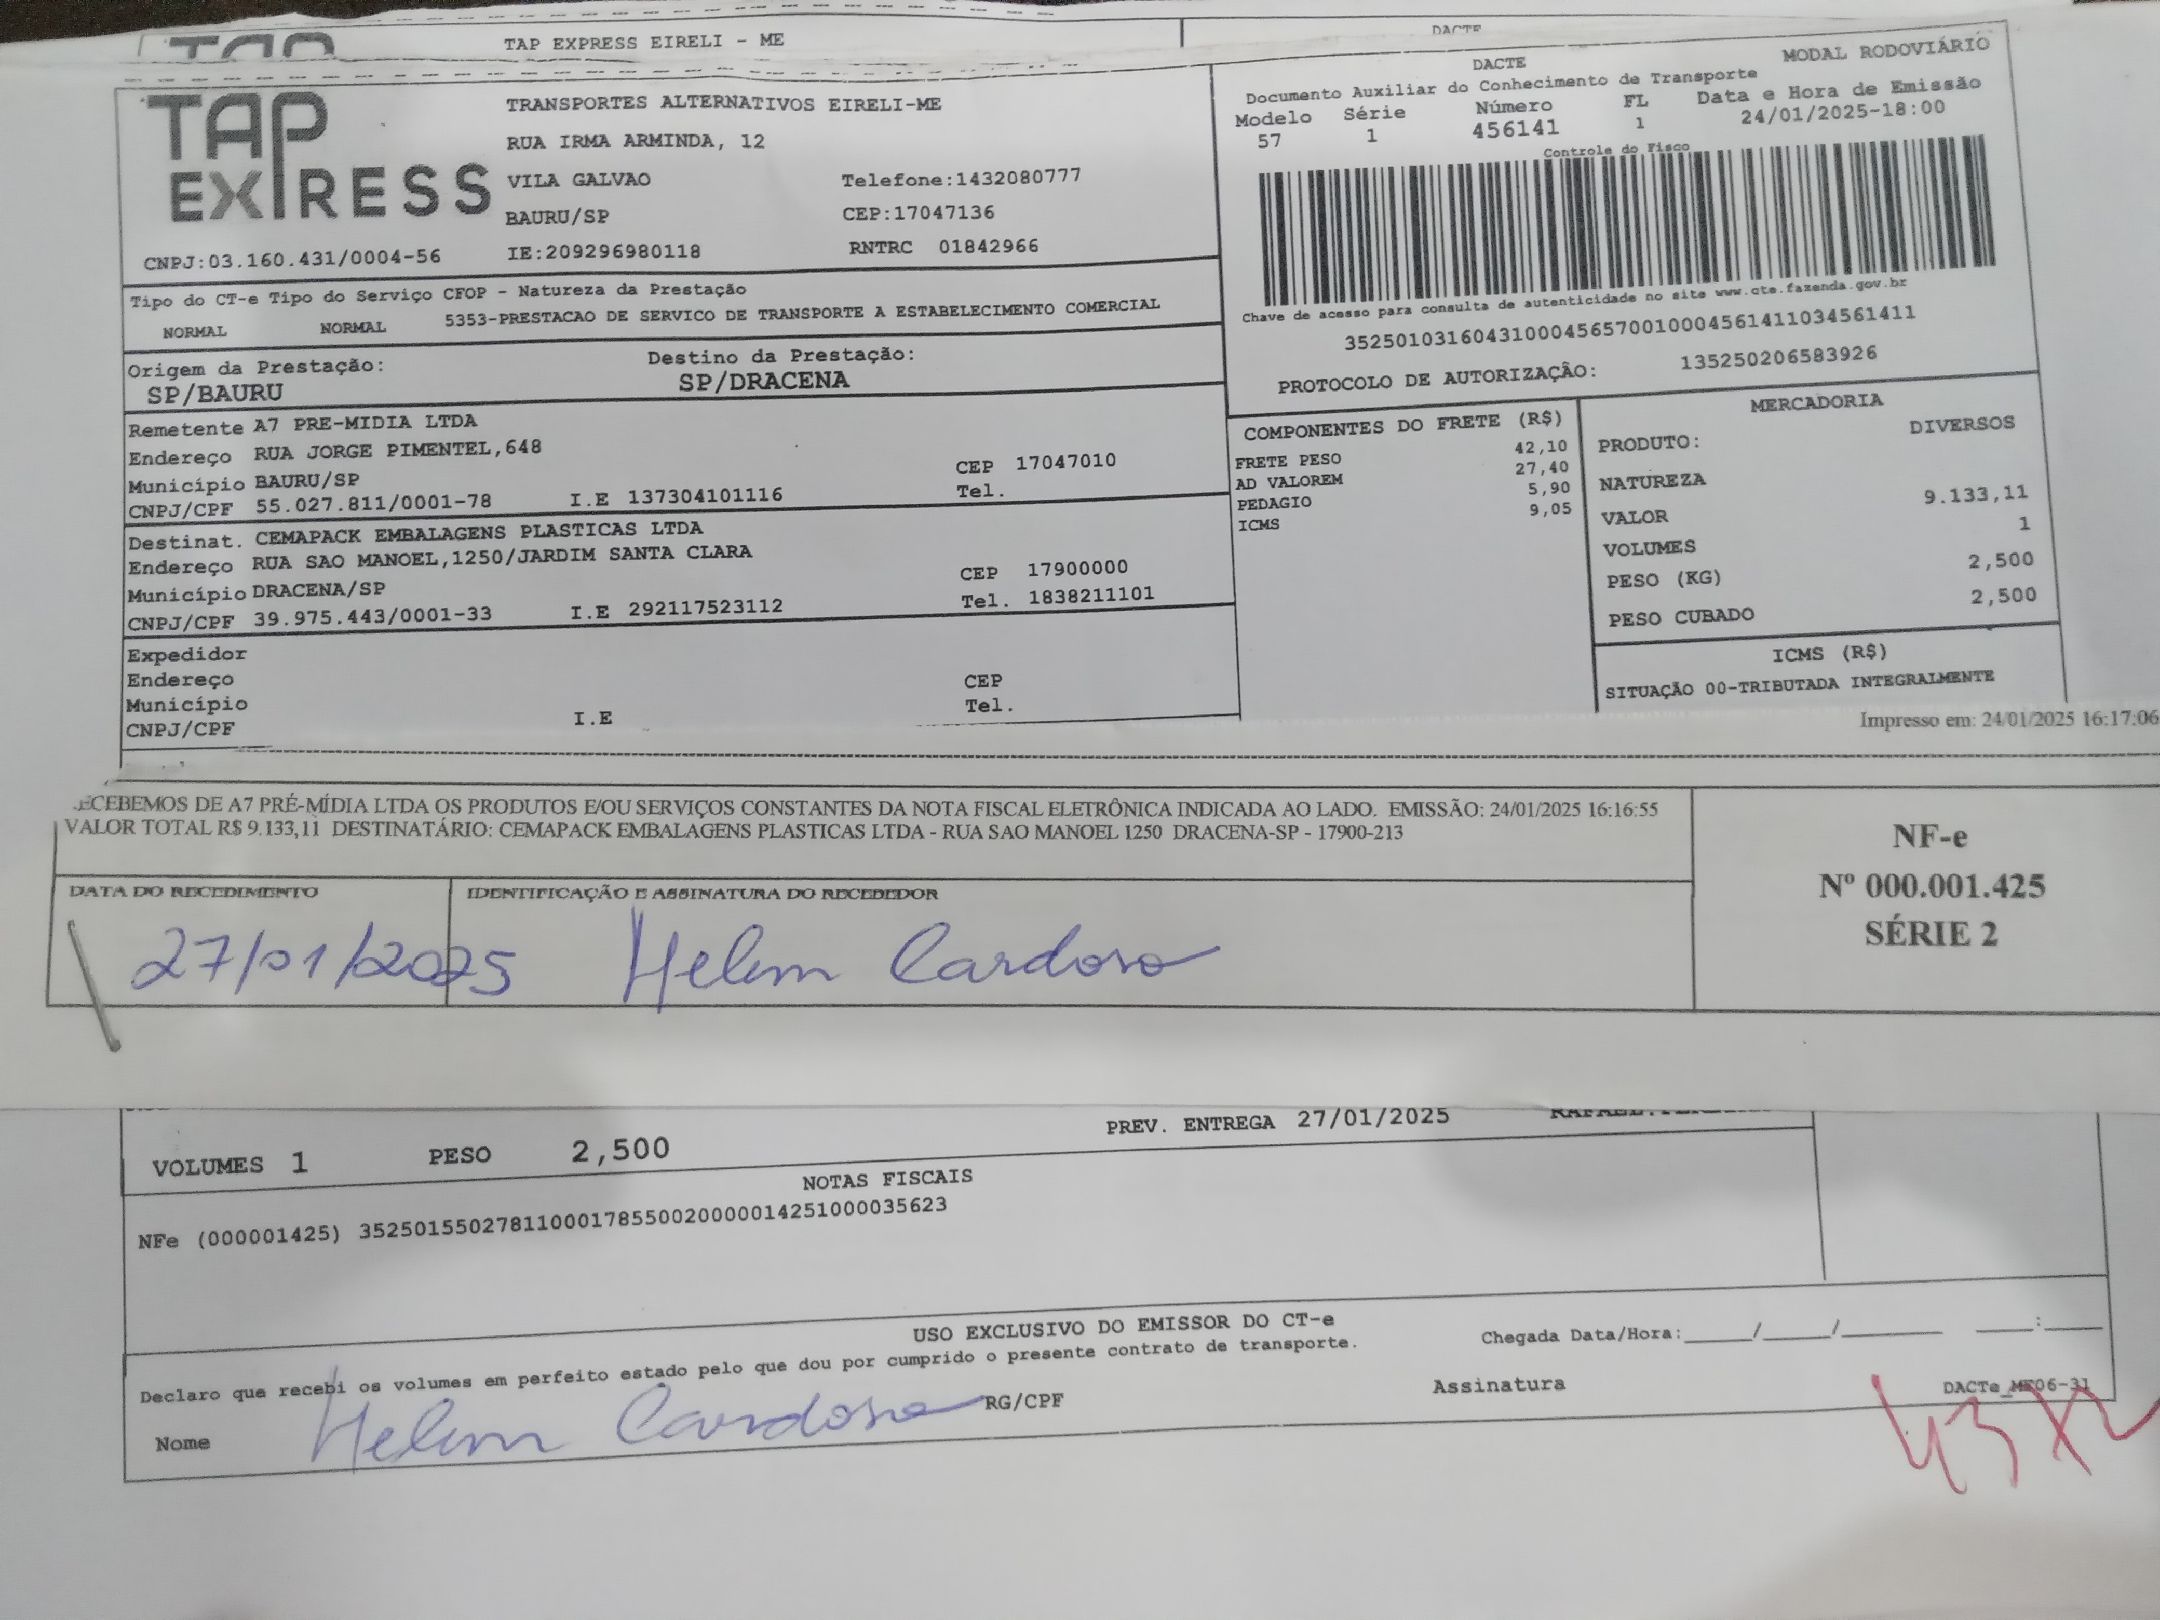 TAP EXPRESS EIRELI - ME
DACTE
TAP EXPRESS
TRANSPORTES ALTERNATIVOS EIRELI-ME
RUA IRMA ARMINDA, 12
VILA GALVAO Telefone:1432080777
BAURU/SP CEP:17047136
CNPJ:03.160.431/0004-56 IE:209296980118 RNTRC 01842966
DACTE MODAL RODOVIÁRIO
Documento Auxiliar do Conhecimento de Transporte
Modelo Série Número FL Data e Hora de Emissão
57 1 456141 1 24/01/2025-18:00
Controle do Fisco
Chave de acesso para consulta de autenticidade no site www.cte.fazenda.gov.br
35250103160431000456570010004561411034561411
PROTOCOLO DE AUTORIZAÇÃO: 135250206583926
Tipo do CT-e Tipo do Serviço CFOP - Natureza da Prestação
NORMAL NORMAL 5353-PRESTACAO DE SERVICO DE TRANSPORTE A ESTABELECIMENTO COMERCIAL
Origem da Prestação: Destino da Prestação:
SP/BAURU SP/DRACENA
Remetente A7 PRE-MIDIA LTDA
Endereço RUA JORGE PIMENTEL,648
Município BAURU/SP CEP 17047010
CNPJ/CPF 55.027.811/0001-78 I.E 137304101116 Tel.
Destinat. CEMAPACK EMBALAGENS PLASTICAS LTDA
Endereço RUA SAO MANOEL,1250/JARDIM SANTA CLARA
Município DRACENA/SP CEP 17900000
CNPJ/CPF 39.975.443/0001-33 I.E 292117523112 Tel. 1838211101
Expedidor
Endereço CEP
Município Tel.
CNPJ/CPF I.E
COMPONENTES DO FRETE (R$)
FRETE PESO 42,10
AD VALOREM 27,40
PEDAGIO 5,90
ICMS 9,05
MERCADORIA
PRODUTO: DIVERSOS
NATUREZA
VALOR 9.133,11
VOLUMES 1
PESO (KG) 2,500
PESO CUBADO 2,500
ICMS (R$)
SITUAÇÃO 00-TRIBUTADA INTEGRALMENTE
Impresso em: 24/01/2025 16:17:06
ECEBEMOS DE A7 PRÉ-MÍDIA LTDA OS PRODUTOS E/OU SERVIÇOS CONSTANTES DA NOTA FISCAL ELETRÔNICA INDICADA AO LADO. EMISSÃO: 24/01/2025 16:16:55
VALOR TOTAL R$ 9.133,11 DESTINATÁRIO: CEMAPACK EMBALAGENS PLASTICAS LTDA - RUA SAO MANOEL 1250 DRACENA-SP - 17900-213
NF-e
Nº 000.001.425
SÉRIE 2
DATA DO RECEBIMENTO IDENTIFICAÇÃO E ASSINATURA DO RECEBEDOR
27/01/2025 Helem Cardoso
VOLUMES 1 PESO 2,500 PREV. ENTREGA 27/01/2025
NOTAS FISCAIS
NFe (000001425) 35250155027811000178550020000014251000035623
USO EXCLUSIVO DO EMISSOR DO CT-e
Declaro que recebi os volumes em perfeito estado pelo que dou por cumprido o presente contrato de transporte. Chegada Data/Hora:_____/_____/_______ ____:____
Nome Helem Cardoso RG/CPF Assinatura